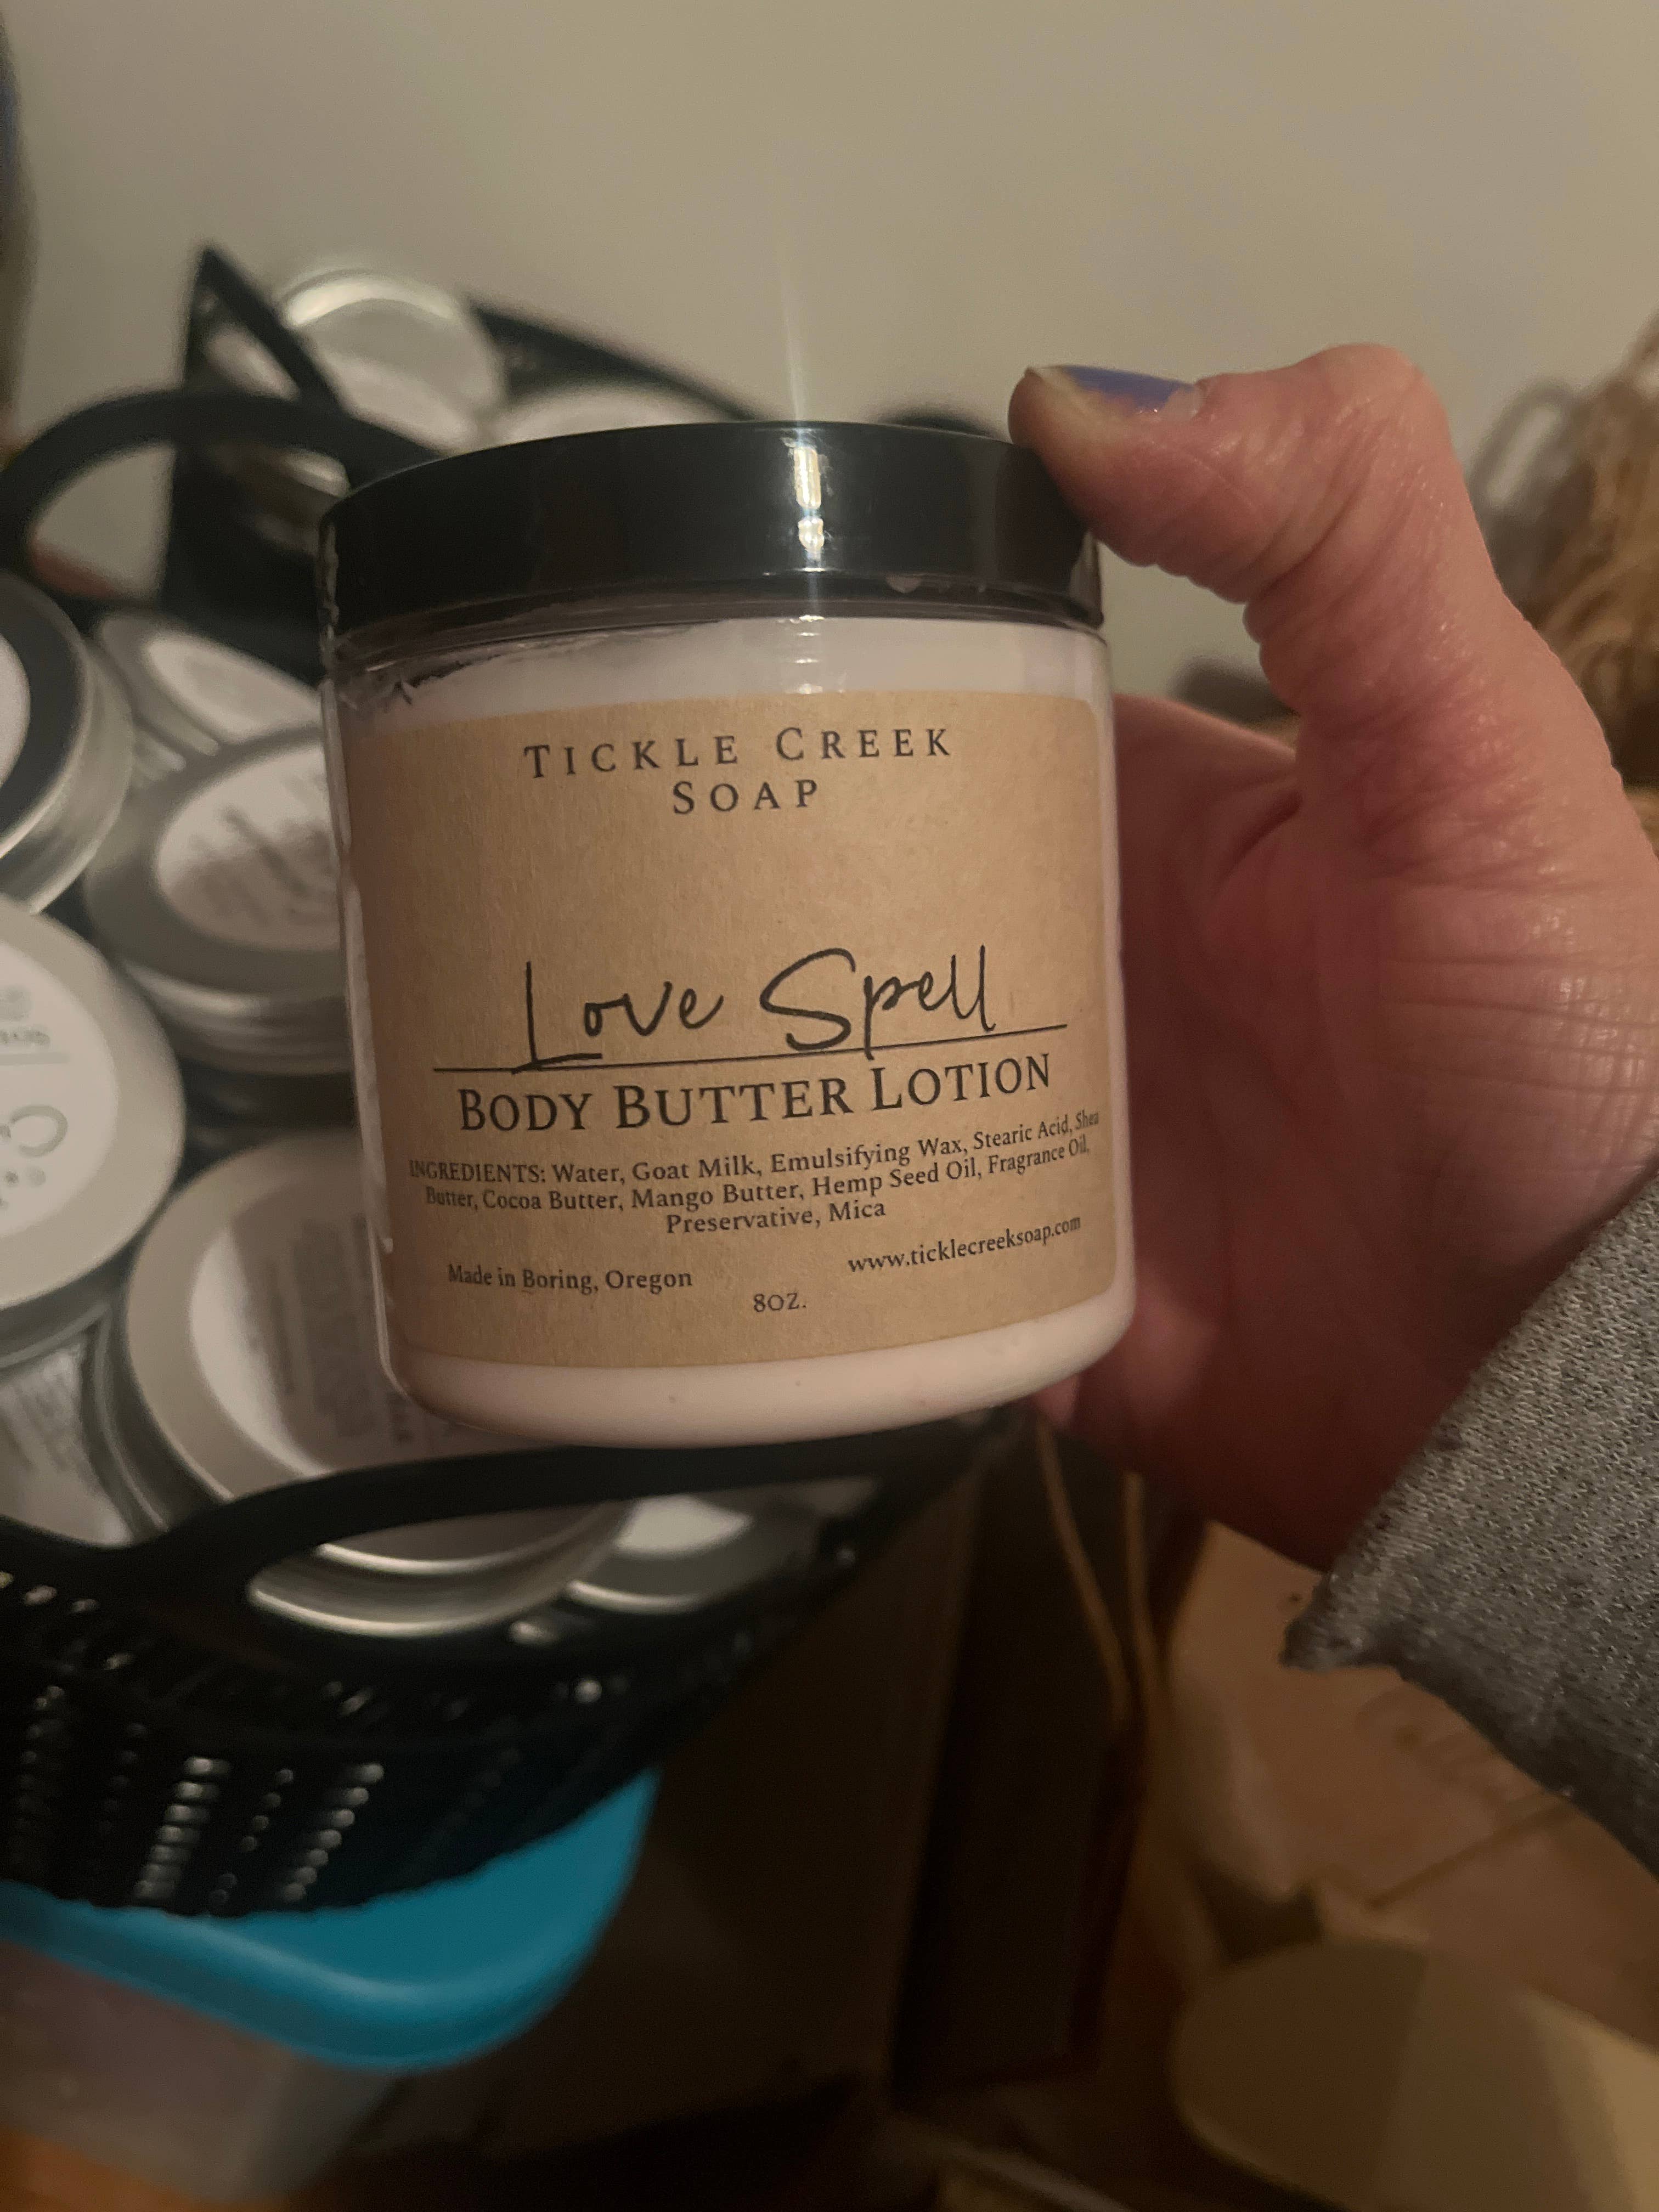 TICKLE CREEK
SOAP
Love Spell
BODY BUTTER LOTION
INGREDIENTS: Water, Goat Milk, Emulsifying Wax, Stearic Acid, Shea
Butter, Cocoa Butter, Mango Butter, Hemp Seed Oil, Fragrance Oil,
Preservative, Mica
Made in Boring, Oregon
www.ticklecreeksoap.com
8OZ.